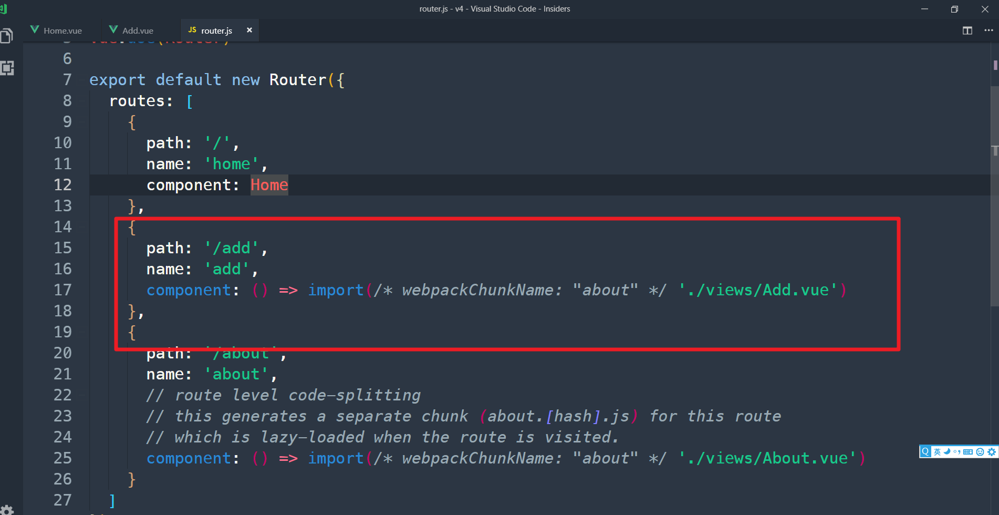 router.js - v4 - Visual Studio Code - Insiders
Home.vue
Add.vue
JS router.js
6
7 export default new Router({
8 routes: [
9 {
10 path: '/',
11 name: 'home',
12 component: Home
13 },
14 {
15 path: '/add',
16 name: 'add',
17 component: () => import(/* webpackChunkName: "about" */ './views/Add.vue')
18 },
19 {
20 path: '/about',
21 name: 'about',
22 // route level code-splitting
23 // this generates a separate chunk (about.[hash].js) for this route
24 // which is lazy-loaded when the route is visited.
25 component: () => import(/* webpackChunkName: "about" */ './views/About.vue')
26 }
27 ]
英